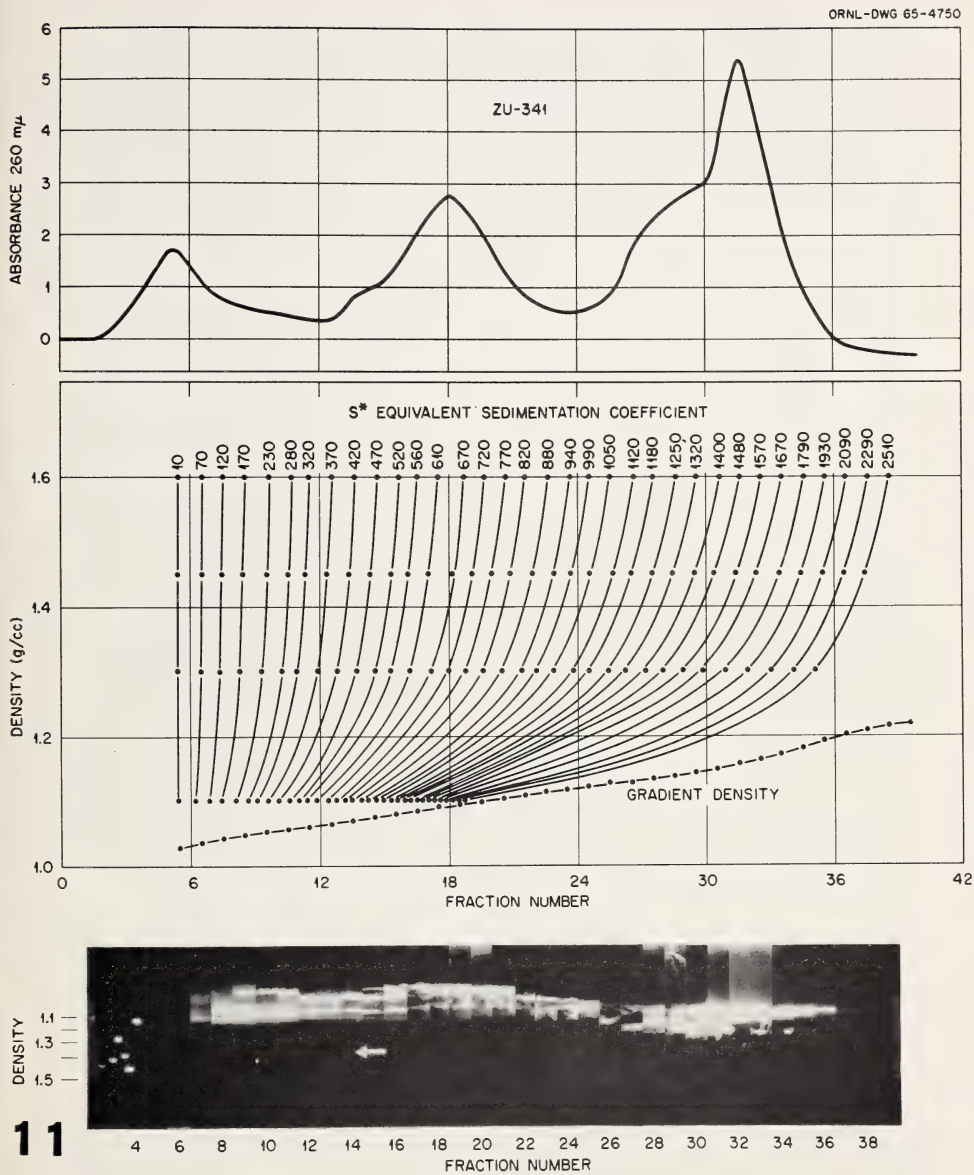 ORNL-DWG 65-4750
6
5
4
3
2
1
0
ABSORBANCE 260 mμ
ZU-341
S* EQUIVALENT SEDIMENTATION COEFFICIENT
10 70 120 170 230 280 320 370 420 470 520 560 610 670 720 770 820 880 940 990 1050 1120 1180 1250 1320 1400 1480 1570 1670 1790 1930 2090 2290 2510
1.6
1.4
1.2
1.0
DENSITY (g/cc)
GRADIENT DENSITY
0 6 12 18 24 30 36 42
FRACTION NUMBER
DENSITY
1.1
1.3
1.5
11
4 6 8 10 12 14 16 18 20 22 24 26 28 30 32 34 36 38
FRACTION NUMBER